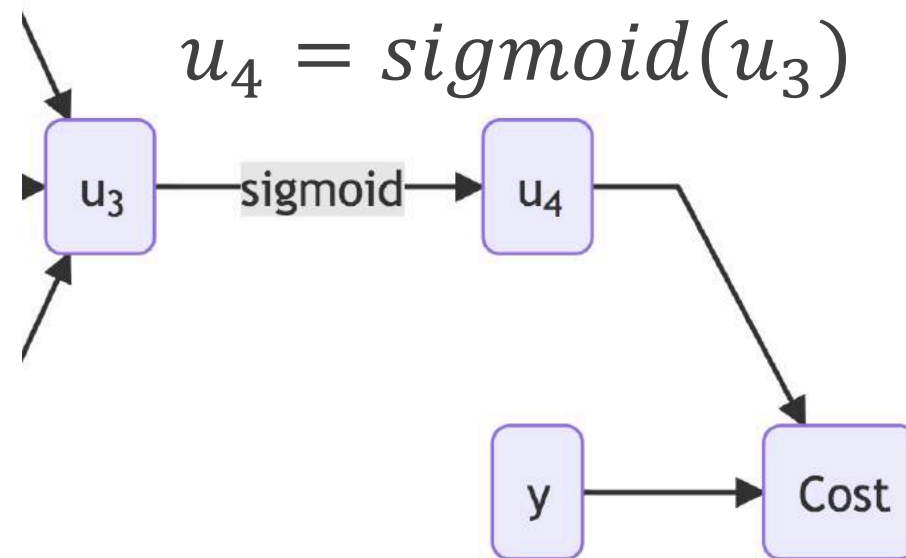 u₄ = sigmoid(u₃)
u₃
sigmoid
u₄
y
Cost